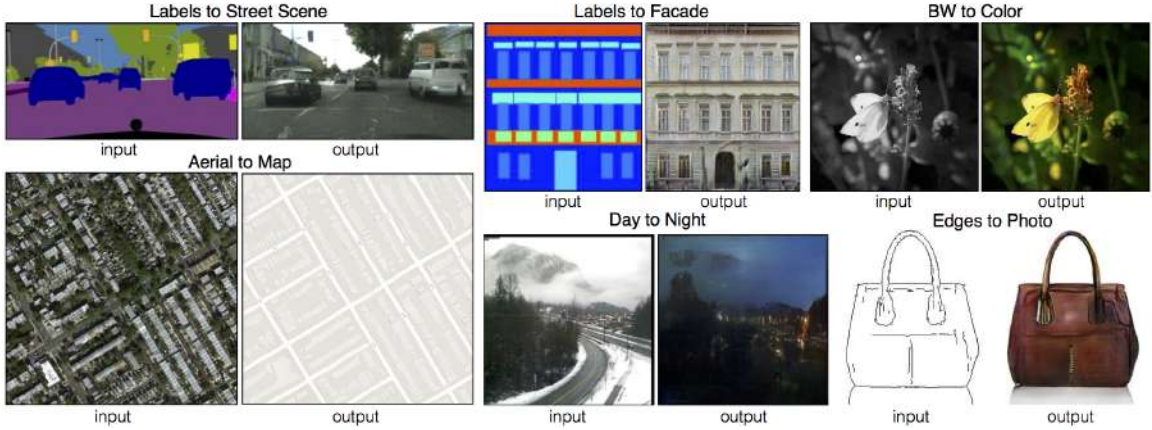 Labels to Street Scene
input
output
Aerial to Map
input
output
Labels to Facade
input
output
BW to Color
input
output
Day to Night
input
output
Edges to Photo
input
output